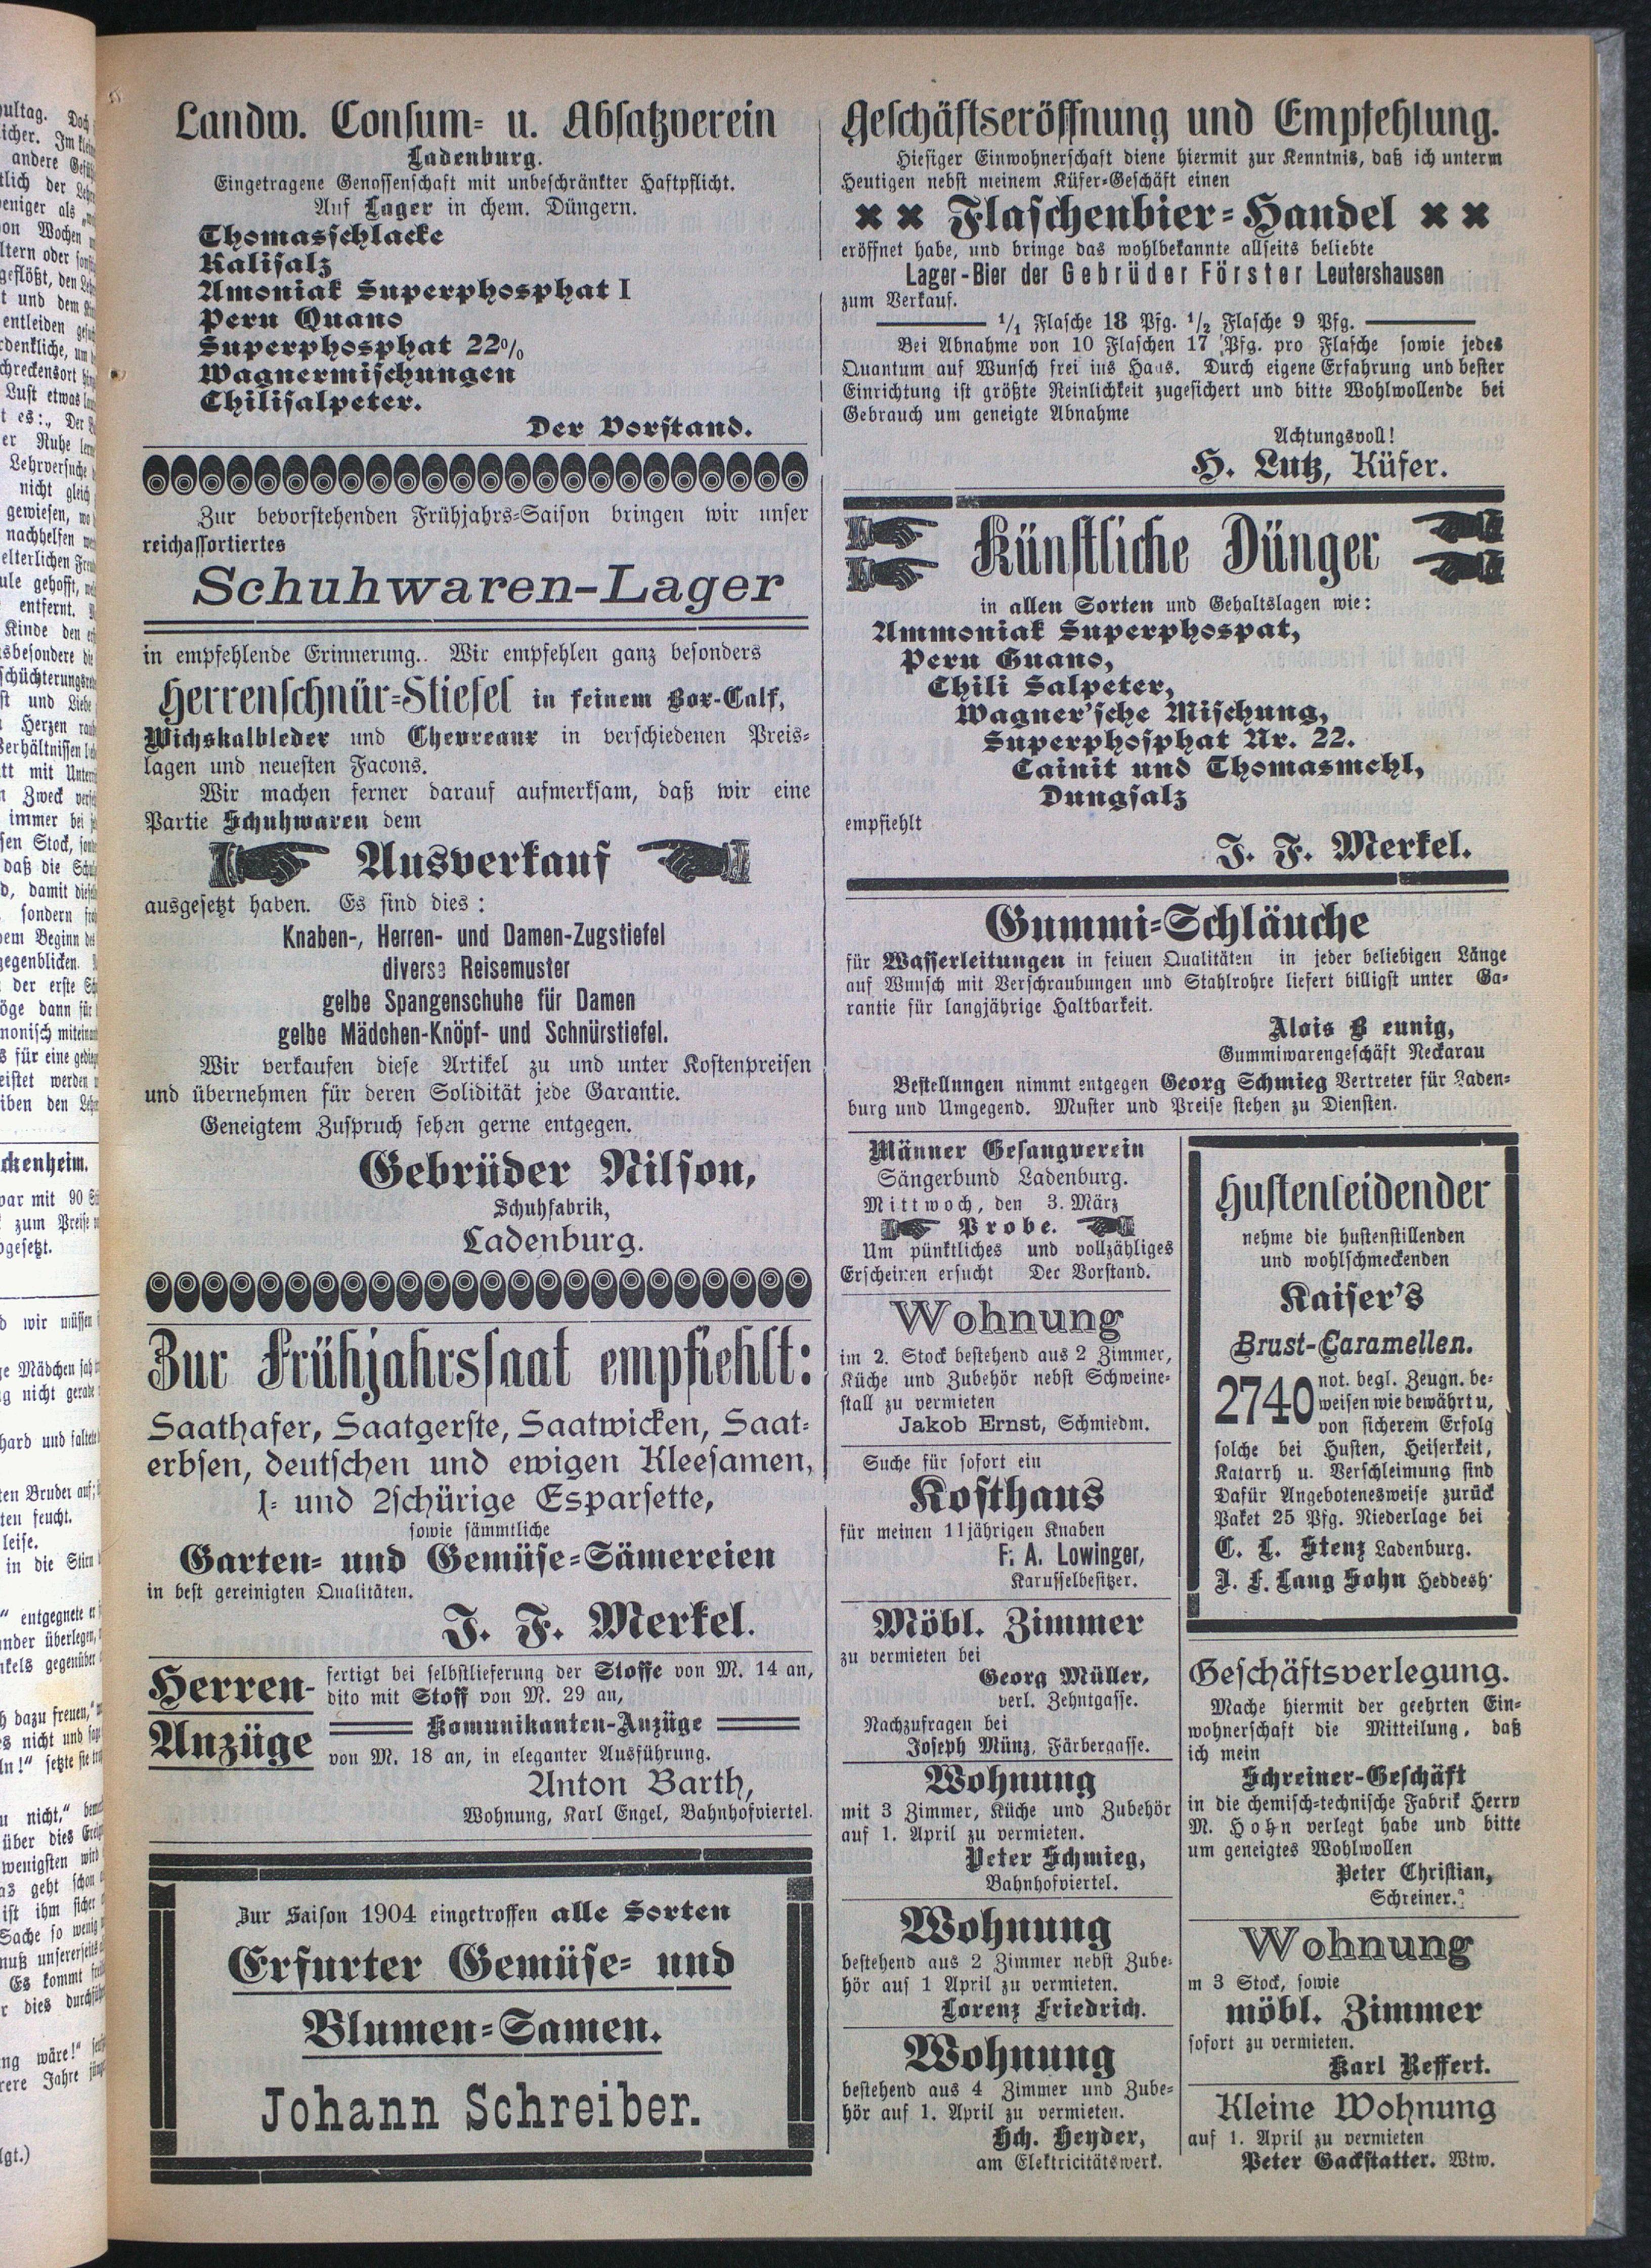 Landw. Consum- u. Absatzverein
Ladenburg.
Eingetragene Genossenschaft mit unbeschränkter Haftpflicht.
Auf Lager in chem. Düngern.
Thomasschlacke
Kalisalz
Amoniak Superphosphat I
Peru Quano
Superphosphat 22%
Wagnermischungen
Chilisalpeter.
Der Vorstand.
Zur bevorstehenden Frühjahrs-Saison bringen wir unser
reichassortiertes
Schuhwaren-Lager
in empfehlende Erinnerung.. Wir empfehlen ganz besonders
Herrenschnür-Stiefel in feinem Box-Calf,
Wichskalbleder und Chevreaux in verschiedenen Preis-
lagen und neuesten Facons.
Wir machen ferner darauf aufmerksam, daß wir eine
Partie Schuhwaren dem
Ausverkauf
ausgesetzt haben. Es sind dies:
Knaben-, Herren- und Damen-Zugstiefel
diverse Reisemuster
gelbe Spangenschuhe für Damen
gelbe Mädchen-Knöpf- und Schnürstiefel.
Wir verkaufen diese Artikel zu und unter Kostenpreisen
und übernehmen für deren Solidität jede Garantie.
Geneigtem Zuspruch sehen gerne entgegen.
Gebrüder Nilson,
Schuhfabrik,
Ladenburg.
Zur Frühjahrssaat empfiehlt:
Saathafer, Saatgerste, Saatwicken, Saat-
erbsen, deutschen und ewigen Kleesamen,
1- und 2schürige Esparsette,
sowie sämmtliche
Garten- und Gemüse-Sämereien
in best gereinigten Qualitäten.
J. F. Merkel.
Herren-
Anzüge
fertigt bei selbstlieferung der Stoffe von M. 14 an,
dito mit Stoff von M. 29 an,
Komunikanten-Anzüge
von M. 18 an, in eleganter Ausführung.
Anton Barth,
Wohnung, Karl Engel, Bahnhofviertel.
Zur Saison 1904 eingetroffen alle Sorten
Erfurter Gemüse- und
Blumen-Samen.
Johann Schreiber.
Geschäftseröffnung und Empfehlung.
Hiesiger Einwohnerschaft diene hiermit zur Kenntnis, daß ich unterm
Heutigen nebst meinem Küfer-Geschäft einen
Flaschenbier-Handel
eröffnet habe, und bringe das wohlbekannte allseits beliebte
Lager-Bier der Gebrüder Förster Leutershausen
zum Verkauf.
1/1 Flasche 18 Pfg. 1/2 Flasche 9 Pfg.
Bei Abnahme von 10 Flaschen 17 Pfg. pro Flasche sowie jedes
Quantum auf Wunsch frei ins Haus. Durch eigene Erfahrung und bester
Einrichtung ist größte Reinlichkeit zugesichert und bitte Wohlwollende bei
Gebrauch um geneigte Abnahme
Achtungsvoll!
H. Lutz, Küfer.
Künstliche Dünger
in allen Sorten und Gehaltslagen wie:
Ammoniak Superphospat,
Peru Guano,
Chili Salpeter,
Wagner'sche Mischung,
Superphosphat Nr. 22.
Cainit und Thomasmehl,
Dungsalz
empfiehlt
J. F. Merkel.
Gummi-Schläuche
für Wasserleitungen in feinen Qualitäten in jeder beliebigen Länge
auf Wunsch mit Verschraubungen und Stahlrohre liefert billigst unter Ga-
rantie für langjährige Haltbarkeit.
Alois B eunig,
Gummiwarengeschäft Neckarau
Bestellungen nimmt entgegen Georg Schmieg Vertreter für Laden-
burg und Umgegend. Muster und Preise stehen zu Diensten.
Männer Gesangverein
Sängerbund Ladenburg.
Mittwoch, den 3. März
Probe.
Um pünktliches und vollzähliges
Erscheinen ersucht Der Vorstand.
Wohnung
im 2. Stock bestehend aus 2 Zimmer,
Küche und Zubehör nebst Schweine-
stall zu vermieten
Jakob Ernst, Schmiedm.
Suche für sofort ein
Kosthaus
für meinen 11jährigen Knaben
F. A. Lowinger,
Karusselbesitzer.
Möbl. Zimmer
zu vermieten bei
Georg Müller,
verl. Zehntgasse.
Nachzufragen bei
Joseph Münz, Färbergasse.
Wohnung
mit 3 Zimmer, Küche und Zubehör
auf 1. April zu vermieten.
Peter Schmieg,
Bahnhofviertel.
Wohnung
bestehend aus 2 Zimmer nebst Zube-
hör auf 1 April zu vermieten.
Lorenz Friedrich.
Wohnung
bestehend aus 4 Zimmer und Zube-
hör auf 1. April zu vermieten.
Hch. Heyder,
am Elektricitätswerk.
Hustenleidender
nehme die hustenstillenden
und wohlschmeckenden
Kaiser's
Brust-Caramellen.
2740 not. begl. Zeugn. be-
weisen wie bewährt u,
von sicherem Erfolg
solche bei Husten, Heiserkeit,
Katarrh u. Verschleimung sind
Dafür Angebotenesweise zurück
Paket 25 Pfg. Niederlage bei
C. L. Stenz Ladenburg.
J. F. Lang Sohn Heddesh
Geschäftsverlegung.
Mache hiermit der geehrten Ein-
wohnerschaft die Mitteilung, daß
ich mein
Schreiner-Geschäft
in die chemisch-technische Fabrik Herrn
M. Hohn verlegt habe und bitte
um geneigtes Wohlwollen
Peter Christian,
Schreiner.
Wohnung
m 3 Stock, sowie
möbl. Zimmer
sofort zu vermieten.
Karl Reffert.
Kleine Wohnung
auf 1. April zu vermieten
Peter Gackstatter. Wtw.